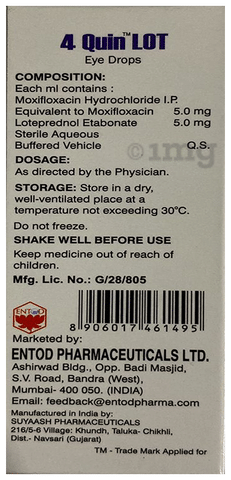 4 Quin™ LOT
Eye Drops
COMPOSITION:
Each ml contains :
Moxifloxacin Hydrochloride I.P.
Equivalent to Moxifloxacin 5.0 mg
Loteprednol Etabonate 5.0 mg
Sterile Aqueous
Buffered Vehicle Q.S.
1mg
DOSAGE:
As directed by the Physician.
STORAGE: Store in a dry,
well-ventilated place at a
temperature not exceeding 30°C.
Do not freeze.
SHAKE WELL BEFORE USE
Keep medicine out of reach of
children.
Mfg. Lic. No.: G/28/805
ENTOD
8906017461495
Marketed by:
ENTOD PHARMACEUTICALS LTD.
Ashirwad Bldg., Opp. Badi Masjid,
S.V. Road, Bandra (West),
Mumbai- 400 050. (INDIA)
Email: feedback@entodpharma.com
Manufactured in India by:
SUYAASH PHARMACEUTICALS
216/5-6 Village: Khundh, Taluka- Chikhli,
Dist.- Navsari (Gujarat)
TM - Trade Mark Applied for